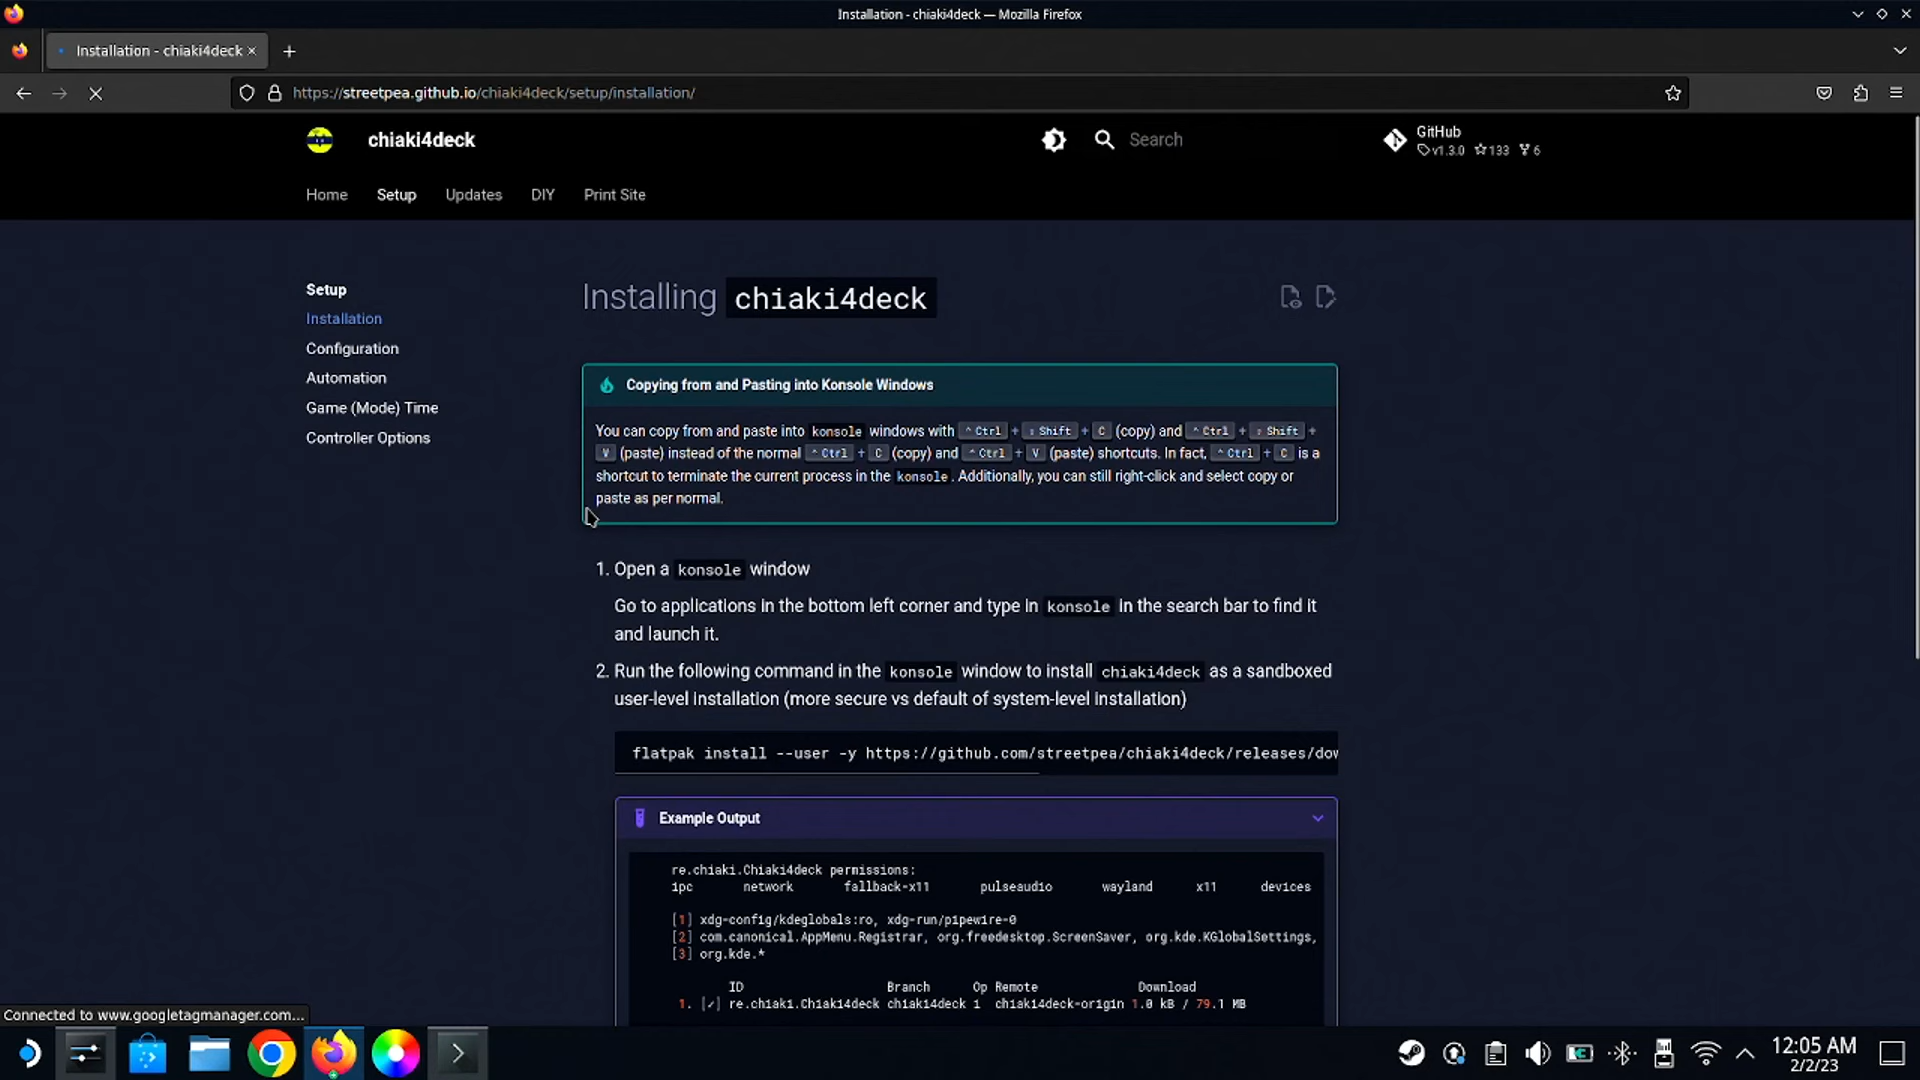 Installation - chiaki4deck — Mozilla Firefox
Installation - chiaki4deck ×
https://streetpea.github.io/chiaki4deck/setup/installation/
chiaki4deck
Search
GitHub
v1.3.0 133 6
Home Setup Updates DIY Print Site
Setup
Installation
Configuration
Automation
Game (Mode) Time
Controller Options
Installing chiaki4deck
Copying from and Pasting into Konsole Windows
You can copy from and paste into konsole windows with ⌃ Ctrl + ⇧ Shift + C (copy) and ⌃ Ctrl + ⇧ Shift +
V (paste) instead of the normal ⌃ Ctrl + C (copy) and ⌃ Ctrl + V (paste) shortcuts. In fact, ⌃ Ctrl + C is a
shortcut to terminate the current process in the konsole. Additionally, you can still right-click and select copy or
paste as per normal.
1. Open a konsole window
Go to applications in the bottom left corner and type in konsole in the search bar to find it
and launch it.
2. Run the following command in the konsole window to install chiaki4deck as a sandboxed
user-level installation (more secure vs default of system-level installation)
flatpak install --user -y https://github.com/streetpea/chiaki4deck/releases/dow
Example Output
re.chiaki.Chiaki4deck permissions:
ipc network fallback-x11 pulseaudio wayland x11 devices
[1] xdg-config/kdeglobals:ro, xdg-run/pipewire-0
[2] com.canonical.AppMenu.Registrar, org.freedesktop.ScreenSaver, org.kde.KGlobalSettings,
[3] org.kde.*
ID Branch Op Remote Download
1. [✓] re.chiaki.Chiaki4deck chiaki4deck i chiaki4deck-origin 1.0 kB / 79.1 MB
Connected to www.googletagmanager.com...
12:05 AM
2/2/23